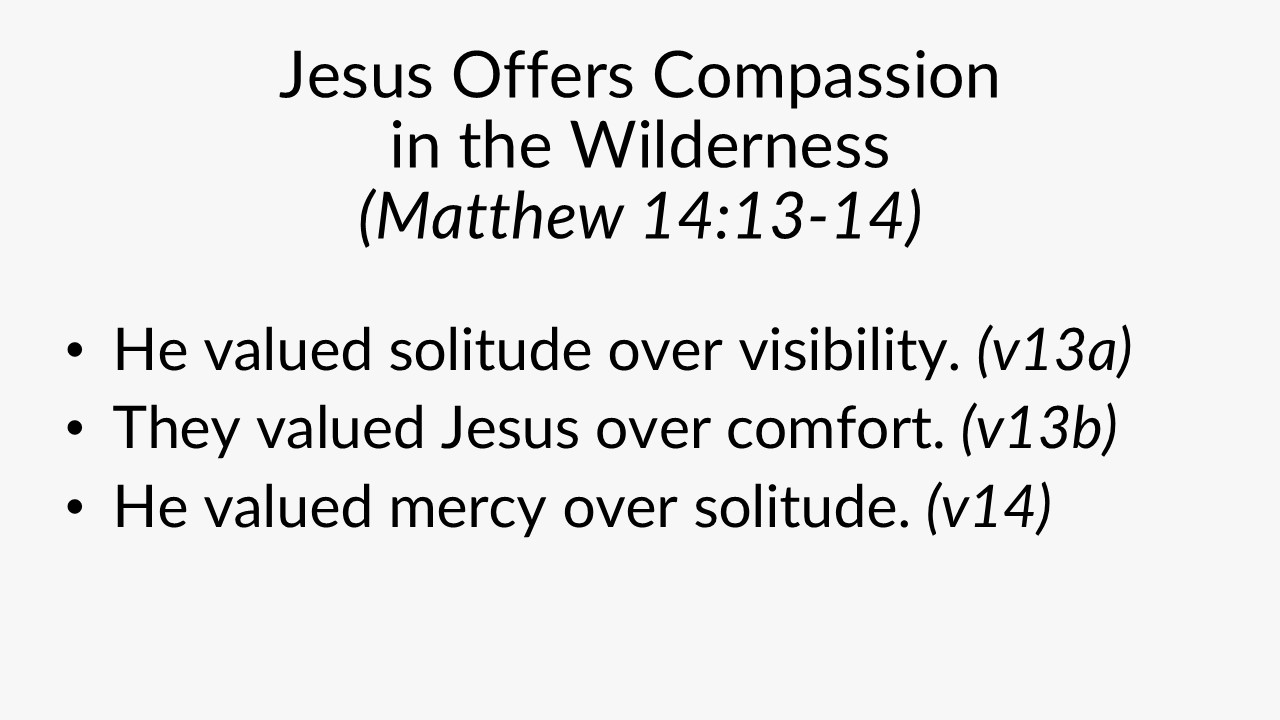 Jesus Offers Compassion
in the Wilderness
(Matthew 14:13-14)
• He valued solitude over visibility. (v13a)
• They valued Jesus over comfort. (v13b)
• He valued mercy over solitude. (v14)